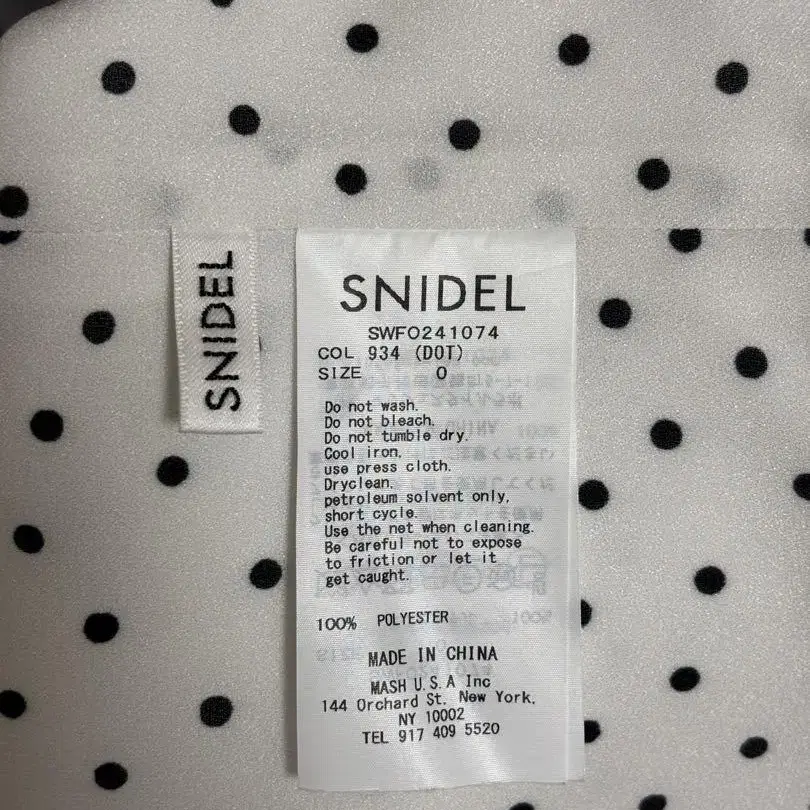 SNIDEL
SNIDEL
SWFO241074
COL 934 (DOT)
SIZE 0
Do not wash.
Do not bleach.
Do not tumble dry.
Cool iron.
use press cloth.
Dryclean.
petroleum solvent only,
short cycle.
Use the net when cleaning.
Be careful not to expose
to friction or let it
get caught.
100% POLYESTER
MADE IN CHINA
MASH U.S.A Inc
144 Orchard St. New York,
NY 10002
TEL 917 409 5520